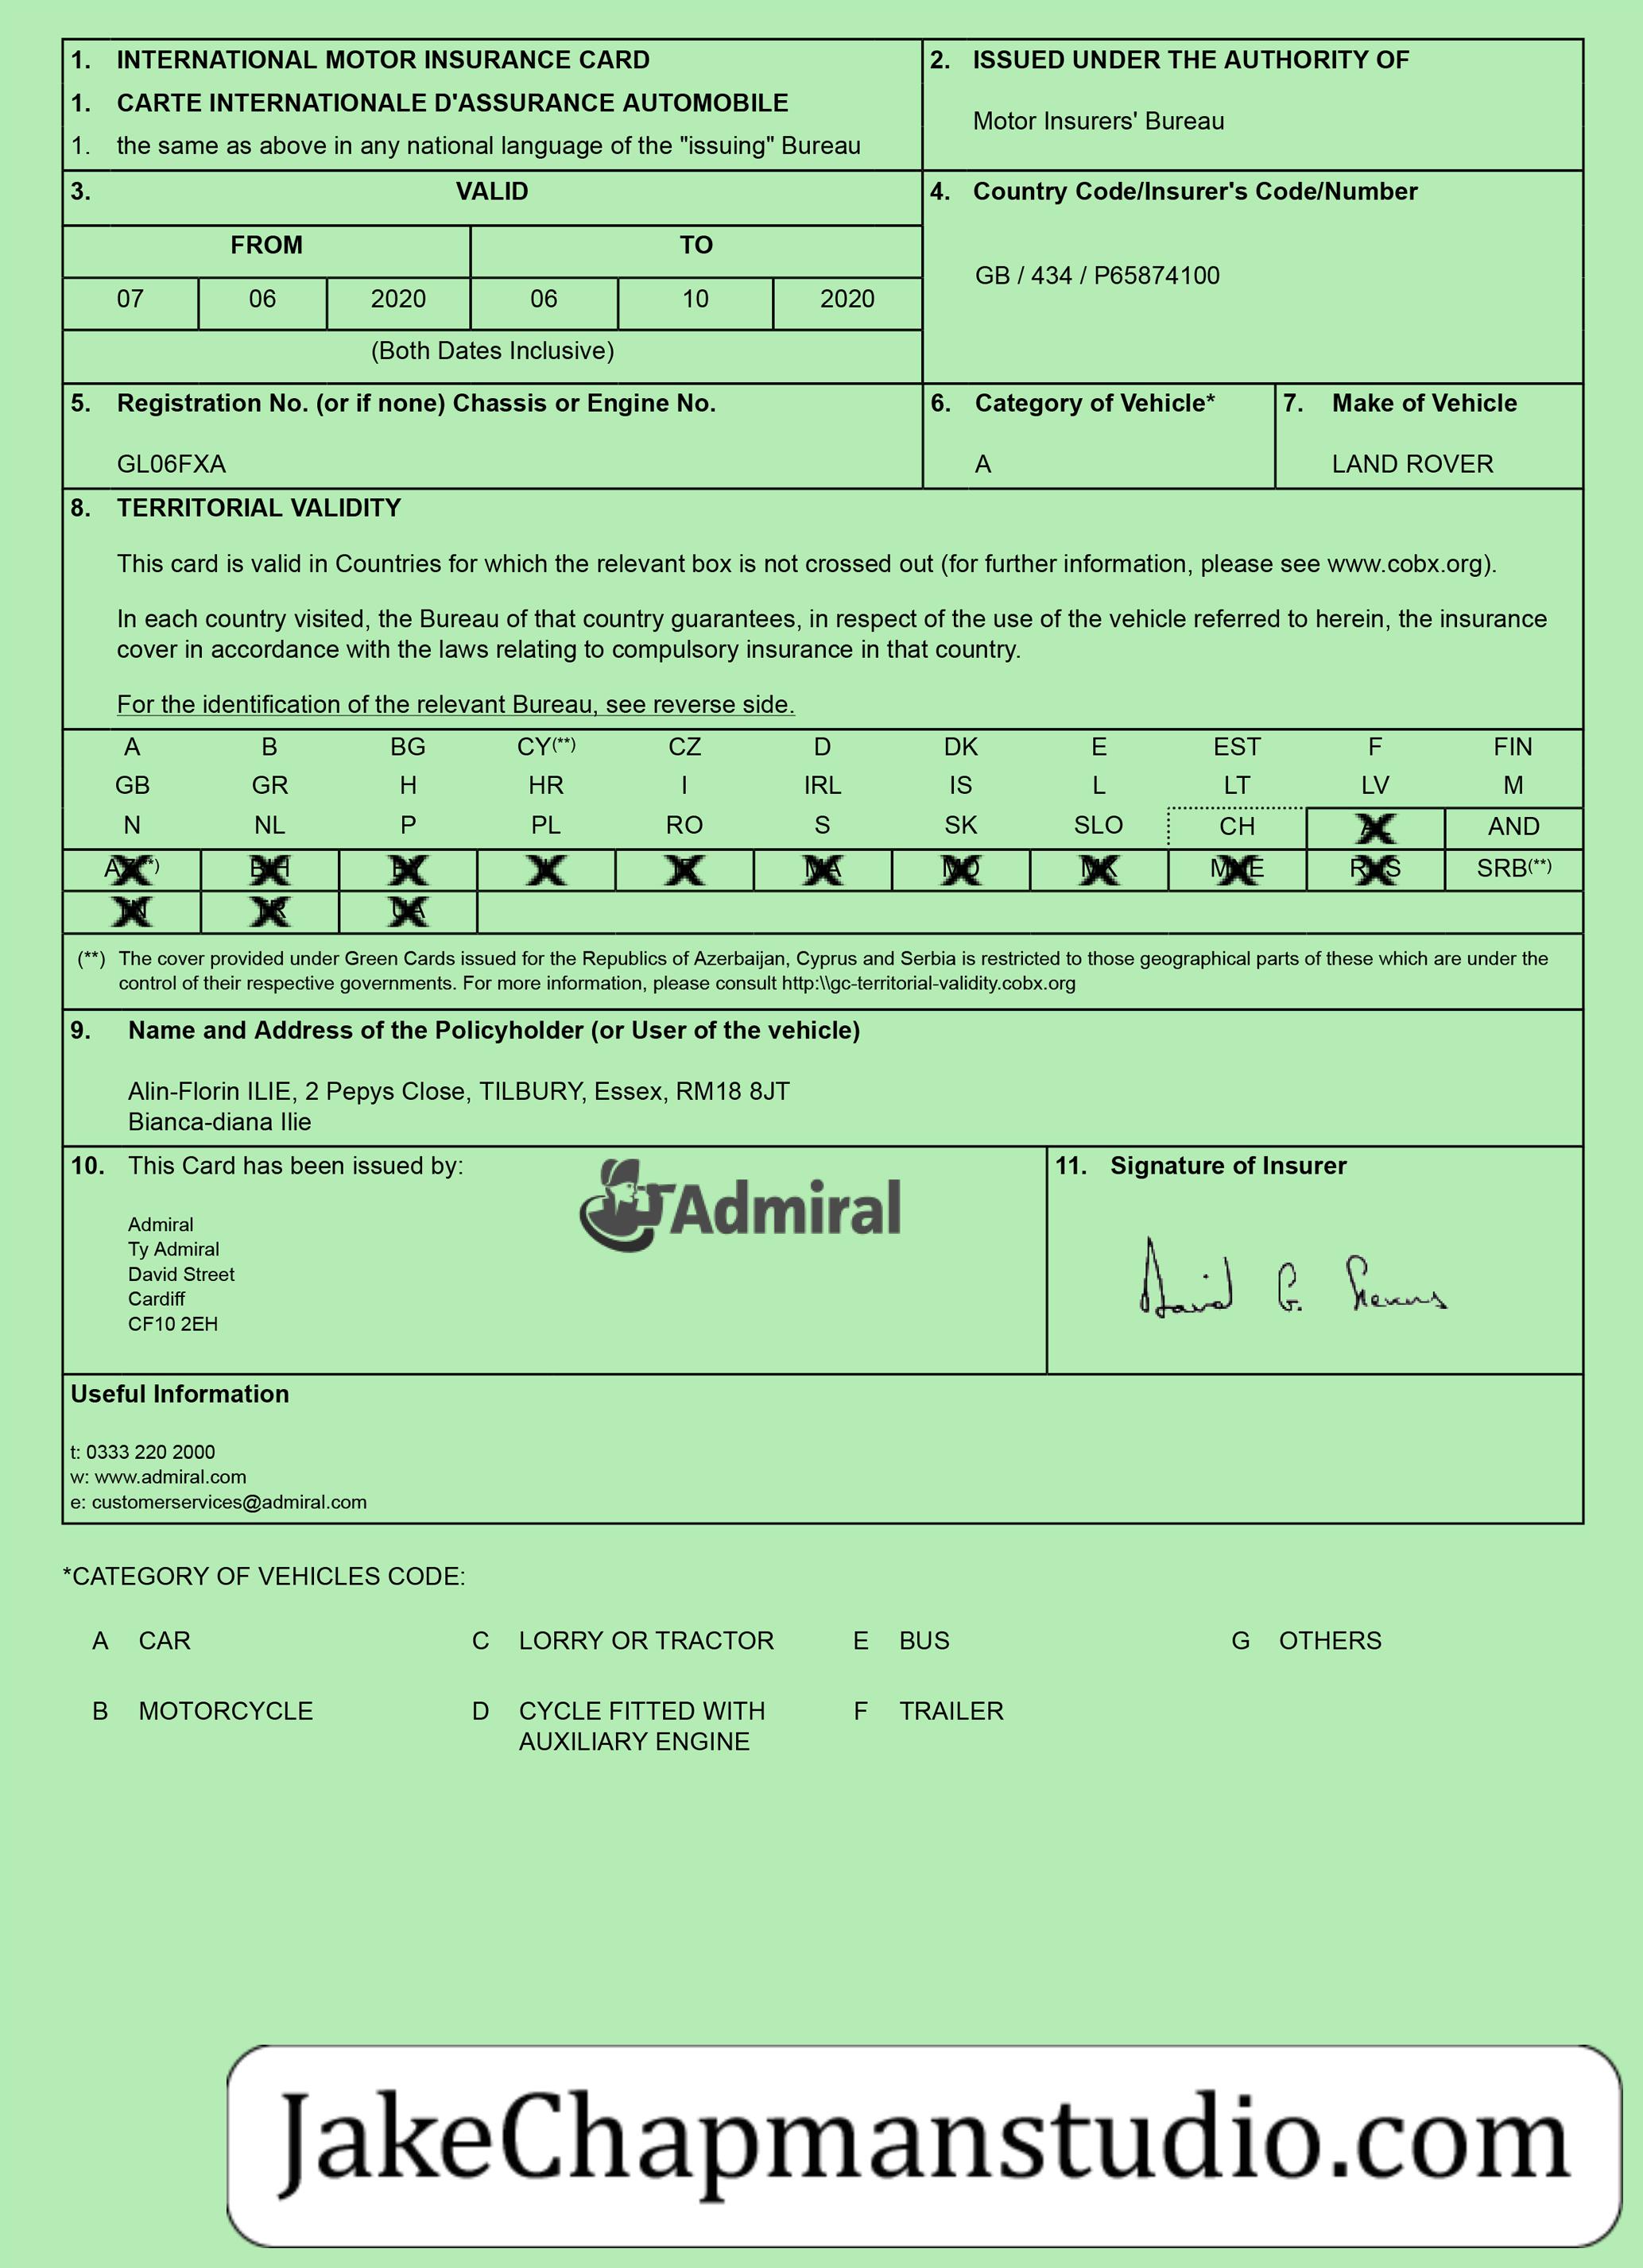 1. INTERNATIONAL MOTOR INSURANCE CARD
1. CARTE INTERNATIONALE D'ASSURANCE AUTOMOBILE
1. the same as above in any national language of the "issuing" Bureau
2. ISSUED UNDER THE AUTHORITY OF
Motor Insurers' Bureau
3. VALID
FROM TO
07 06 2020 06 10 2020
(Both Dates Inclusive)
4. Country Code/Insurer's Code/Number
GB / 434 / P65874100
5. Registration No. (or if none) Chassis or Engine No.
GL06FXA
6. Category of Vehicle*
A
7. Make of Vehicle
LAND ROVER
8. TERRITORIAL VALIDITY
This card is valid in Countries for which the relevant box is not crossed out (for further information, please see www.cobx.org).
In each country visited, the Bureau of that country guarantees, in respect of the use of the vehicle referred to herein, the insurance
cover in accordance with the laws relating to compulsory insurance in that country.
For the identification of the relevant Bureau, see reverse side.
A B BG CY(**) CZ D DK E EST F FIN
GB GR H HR I IRL IS L LT LV M
N NL P PL RO S SK SLO CH AND
SRB(**)
(**) The cover provided under Green Cards issued for the Republics of Azerbaijan, Cyprus and Serbia is restricted to those geographical parts of these which are under the
control of their respective governments. For more information, please consult http:\\gc-territorial-validity.cobx.org
9. Name and Address of the Policyholder (or User of the vehicle)
Alin-Florin ILIE, 2 Pepys Close, TILBURY, Essex, RM18 8JT
Bianca-diana Ilie
10. This Card has been issued by:
Admiral
Admiral
Ty Admiral
David Street
Cardiff
CF10 2EH
11. Signature of Insurer
David G.
Useful Information
t: 0333 220 2000
w: www.admiral.com
e: customerservices@admiral.com
*CATEGORY OF VEHICLES CODE:
A CAR C LORRY OR TRACTOR E BUS G OTHERS
B MOTORCYCLE D CYCLE FITTED WITH F TRAILER
AUXILIARY ENGINE
JakeChapmanstudio.com